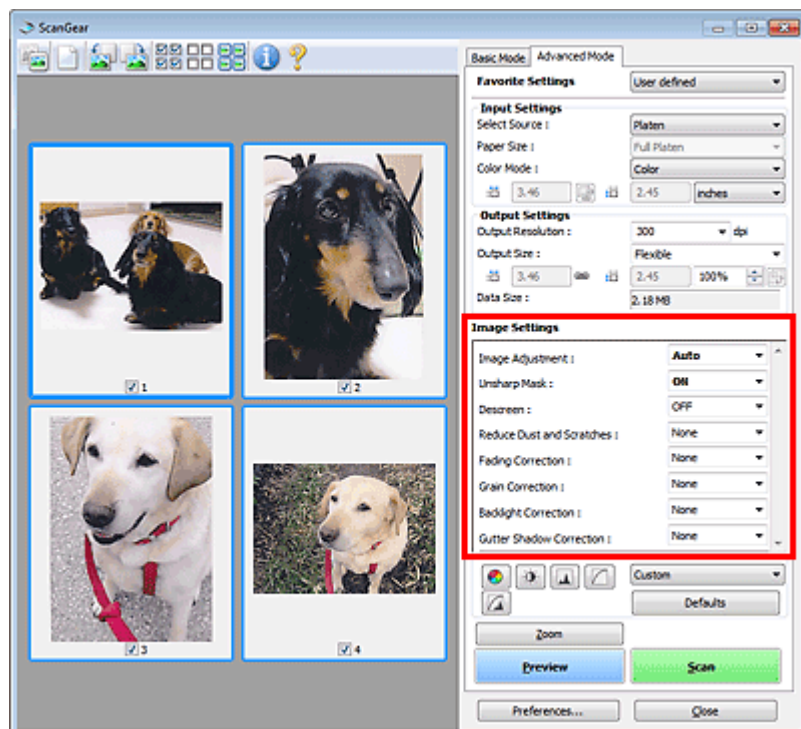 ScanGear
Basic Mode Advanced Mode
Favorite Settings User defined
Input Settings
Select Source : Platen
Paper Size : Full Platen
Color Mode : Color
3.46 2.45 inches
Output Settings
Output Resolution : 300 dpi
Output Size : Flexible
3.46 2.45 100%
Data Size : 2.18 MB
Image Settings
Image Adjustment : Auto
Unsharp Mask : ON
Descreen : OFF
Reduce Dust and Scratches : None
Fading Correction : None
Grain Correction : None
Backlight Correction : None
Gutter Shadow Correction : None
Custom
Defaults
Zoom
Preview Scan
Preferences... Close
1
2
3
4